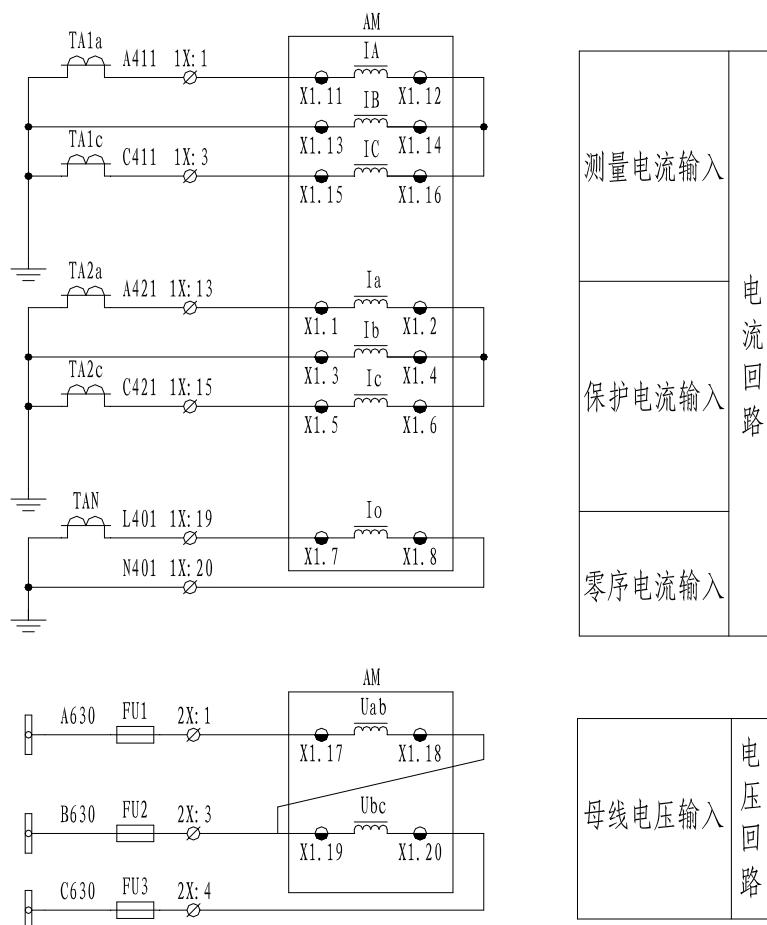 AM
TA1a A411 1X:1 IA
X1.11 X1.12
IB
TA1c C411 1X:3 X1.13 IC X1.14
X1.15 X1.16
测量电流输入
TA2a A421 1X:13 Ia
X1.1 X1.2
Ib
TA2c C421 1X:15 X1.3 Ic X1.4
X1.5 X1.6
保护电流输入
电流回路
TAN L401 1X:19 Io
X1.7 X1.8
N401 1X:20
零序电流输入
AM
A630 FU1 2X:1 Uab
X1.17 X1.18
B630 FU2 2X:3 Ubc
X1.19 X1.20
C630 FU3 2X:4
母线电压输入
电压回路